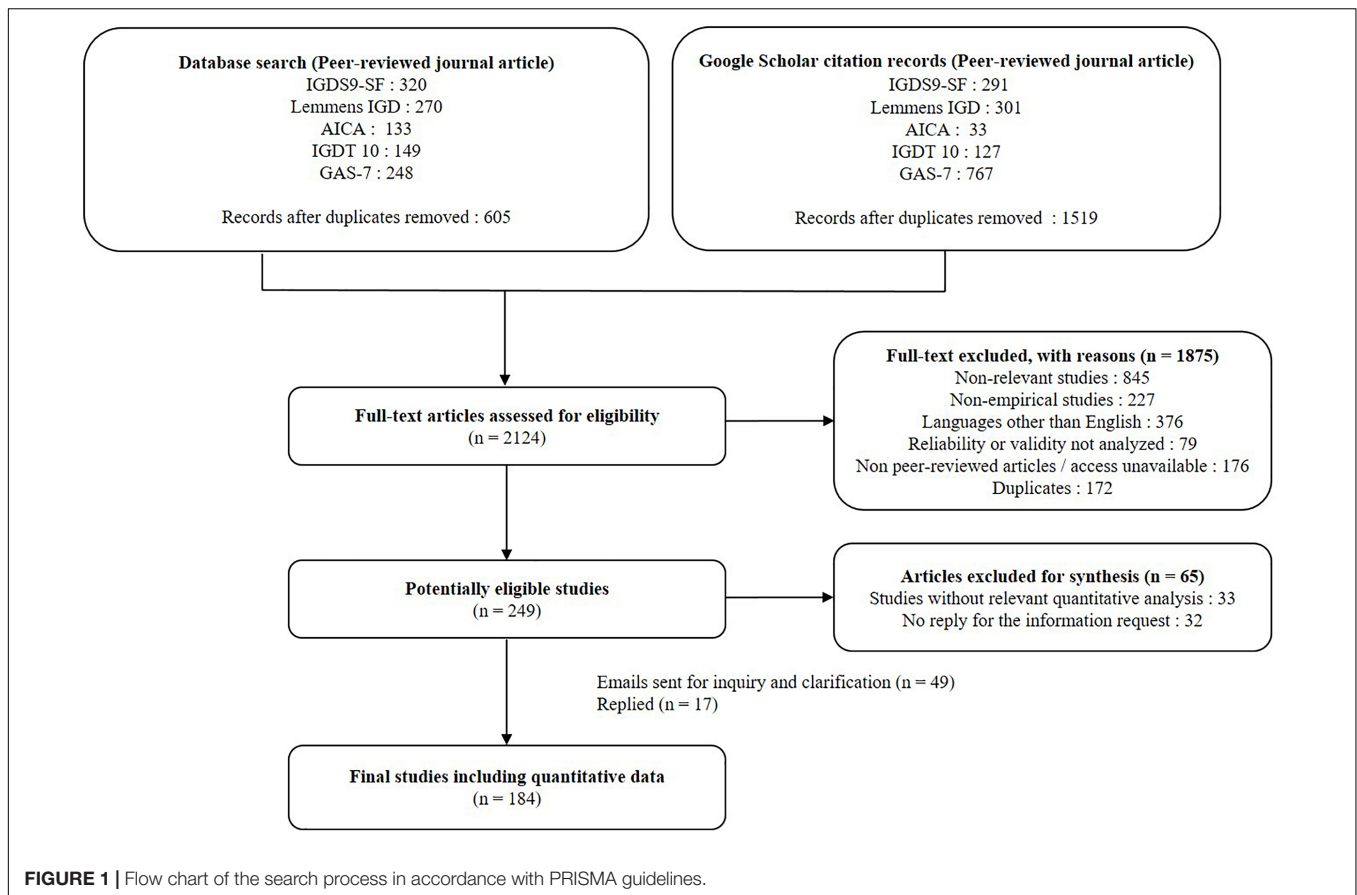 Database search (Peer-reviewed journal article)
IGDS9-SF : 320
Lemmens IGD : 270
AICA : 133
IGDT 10 : 149
GAS-7 : 248
Records after duplicates removed : 605
Google Scholar citation records (Peer-reviewed journal article)
IGDS9-SF : 291
Lemmens IGD : 301
AICA : 33
IGDT 10 : 127
GAS-7 : 767
Records after duplicates removed : 1519
Full-text articles assessed for eligibility
(n = 2124)
Full-text excluded, with reasons (n = 1875)
Non-relevant studies : 845
Non-empirical studies : 227
Languages other than English : 376
Reliability or validity not analyzed : 79
Non peer-reviewed articles / access unavailable : 176
Duplicates : 172
Potentially eligible studies
(n = 249)
Articles excluded for synthesis (n = 65)
Studies without relevant quantitative analysis : 33
No reply for the information request : 32
Emails sent for inquiry and clarification (n = 49)
Replied (n = 17)
Final studies including quantitative data
(n = 184)
FIGURE 1 | Flow chart of the search process in accordance with PRISMA guidelines.